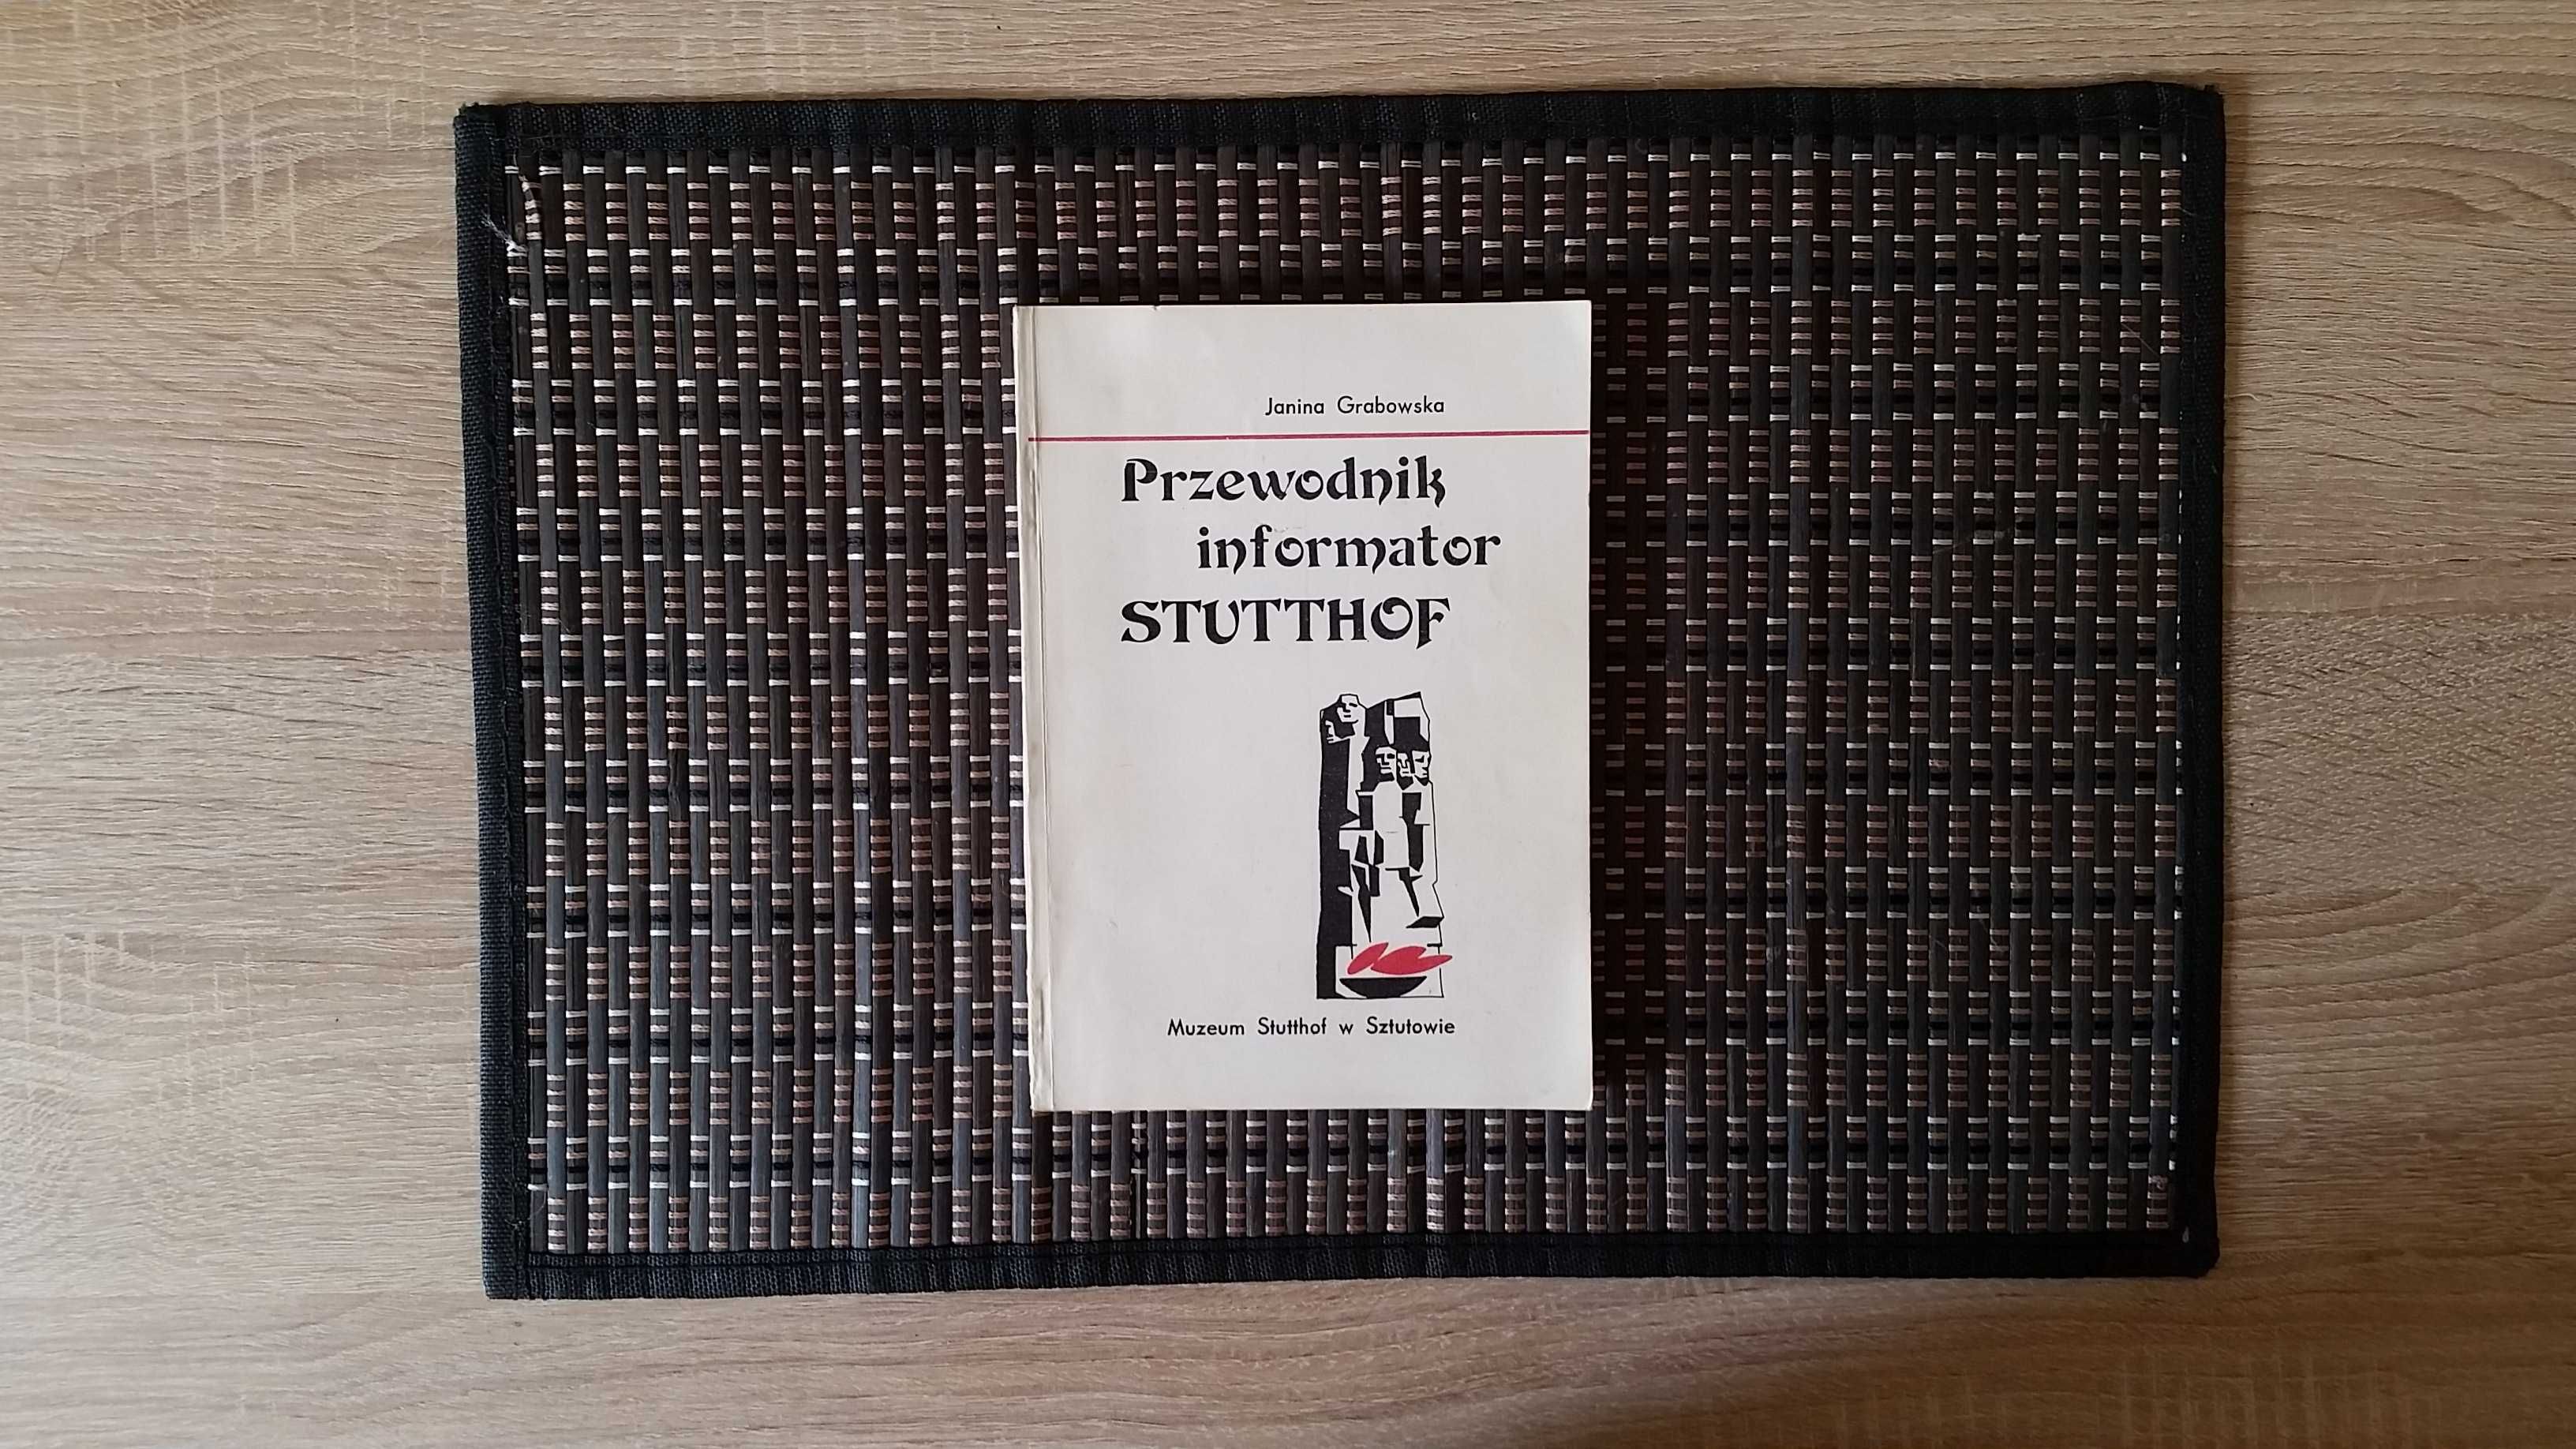 Janina Grabowska
Przewodnik
informator
STUTTHOF
Muzeum Stutthof w Sztutowie